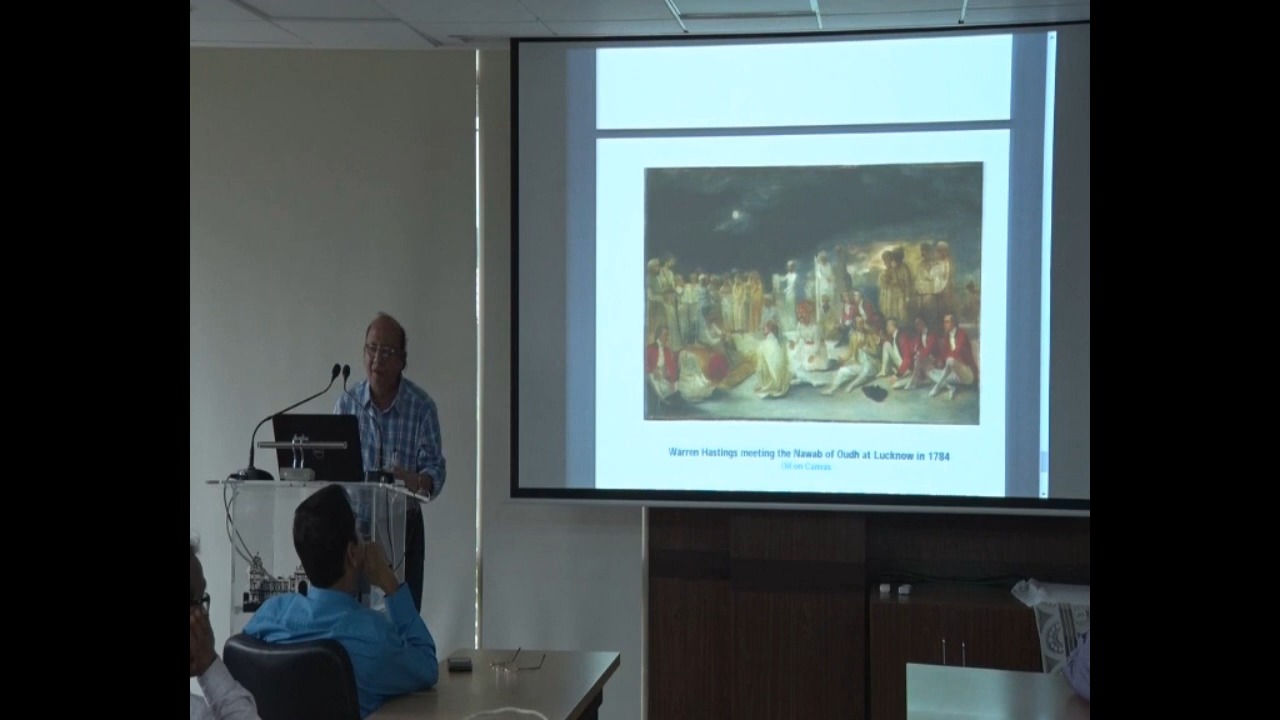 Warren Hastings meeting the Nawab of Oudh at Lucknow in 1784
Oil on Canvas